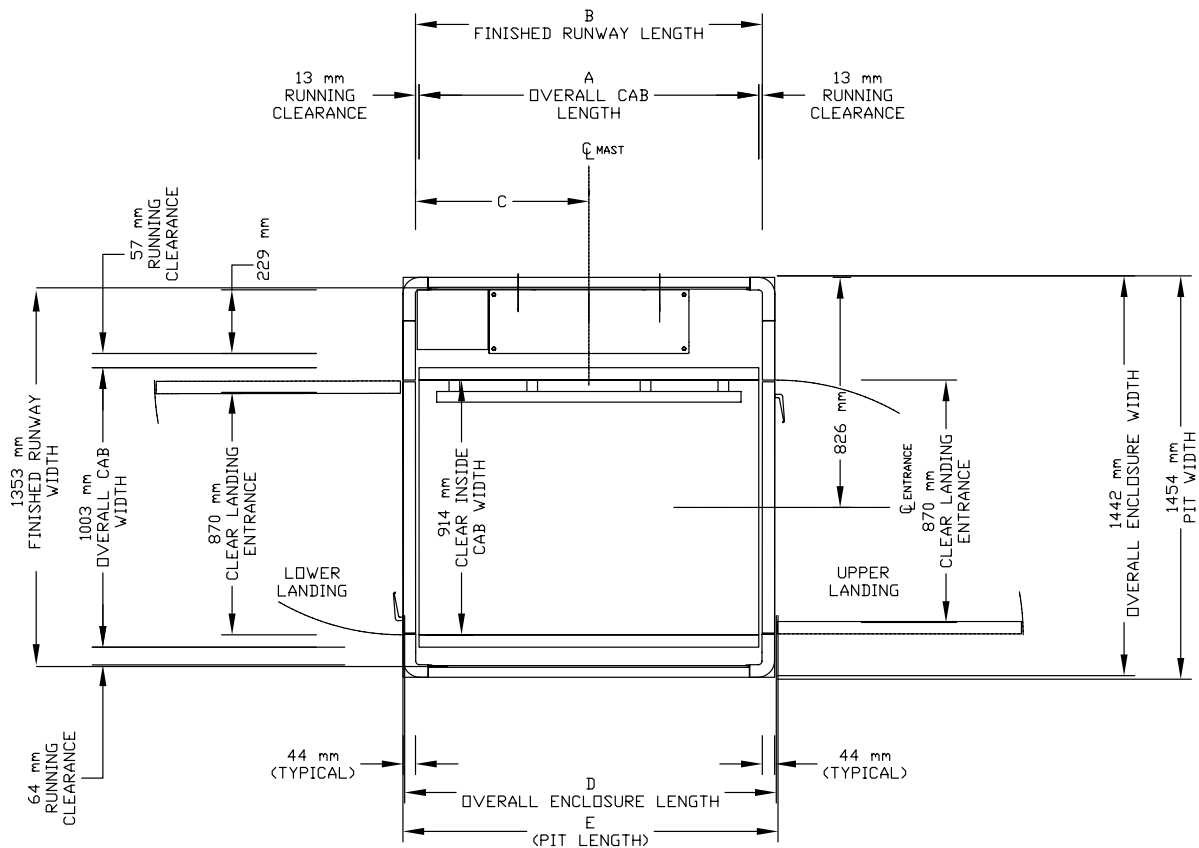 B
FINISHED RUNWAY LENGTH
13 mm
RUNNING
CLEARANCE
A
OVERALL CAB
LENGTH
13 mm
RUNNING
CLEARANCE
CL MAST
C
57 mm
RUNNING
CLEARANCE
229 mm
1353 mm
FINISHED RUNWAY
WIDTH
1003 mm
OVERALL CAB
WIDTH
870 mm
CLEAR LANDING
ENTRANCE
914 mm
CLEAR INSIDE
CAB WIDTH
826 mm
CL ENTRANCE
870 mm
CLEAR LANDING
ENTRANCE
1442 mm
OVERALL ENCLOSURE WIDTH
1454 mm
PIT WIDTH
LOWER
LANDING
UPPER
LANDING
64 mm
RUNNING
CLEARANCE
44 mm
(TYPICAL)
44 mm
(TYPICAL)
D
OVERALL ENCLOSURE LENGTH
E
(PIT LENGTH)